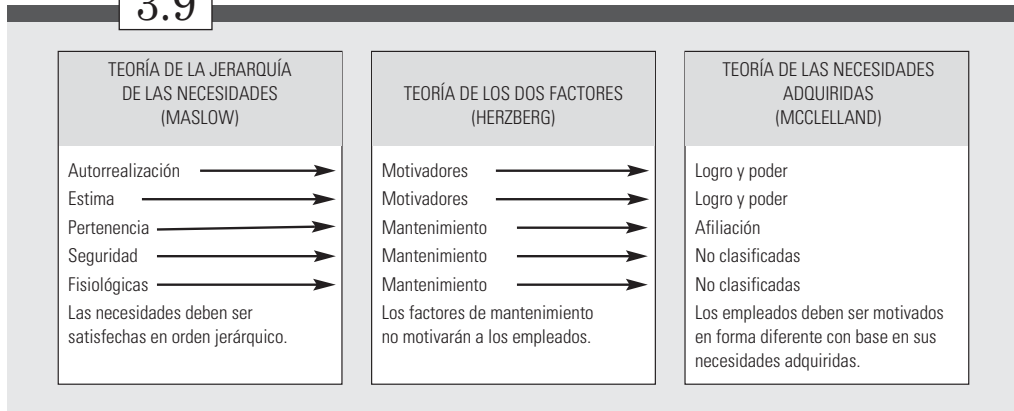 3.9
TEORÍA DE LA JERARQUÍA
DE LAS NECESIDADES
(MASLOW)
Autorrealización
Estima
Pertenencia
Seguridad
Fisiológicas
Las necesidades deben ser
satisfechas en orden jerárquico.
TEORÍA DE LOS DOS FACTORES
(HERZBERG)
Motivadores
Motivadores
Mantenimiento
Mantenimiento
Mantenimiento
Los factores de mantenimiento
no motivarán a los empleados.
TEORÍA DE LAS NECESIDADES
ADQUIRIDAS
(MCCLELLAND)
Logro y poder
Logro y poder
Afiliación
No clasificadas
No clasificadas
Los empleados deben ser motivados
en forma diferente con base en sus
necesidades adquiridas.